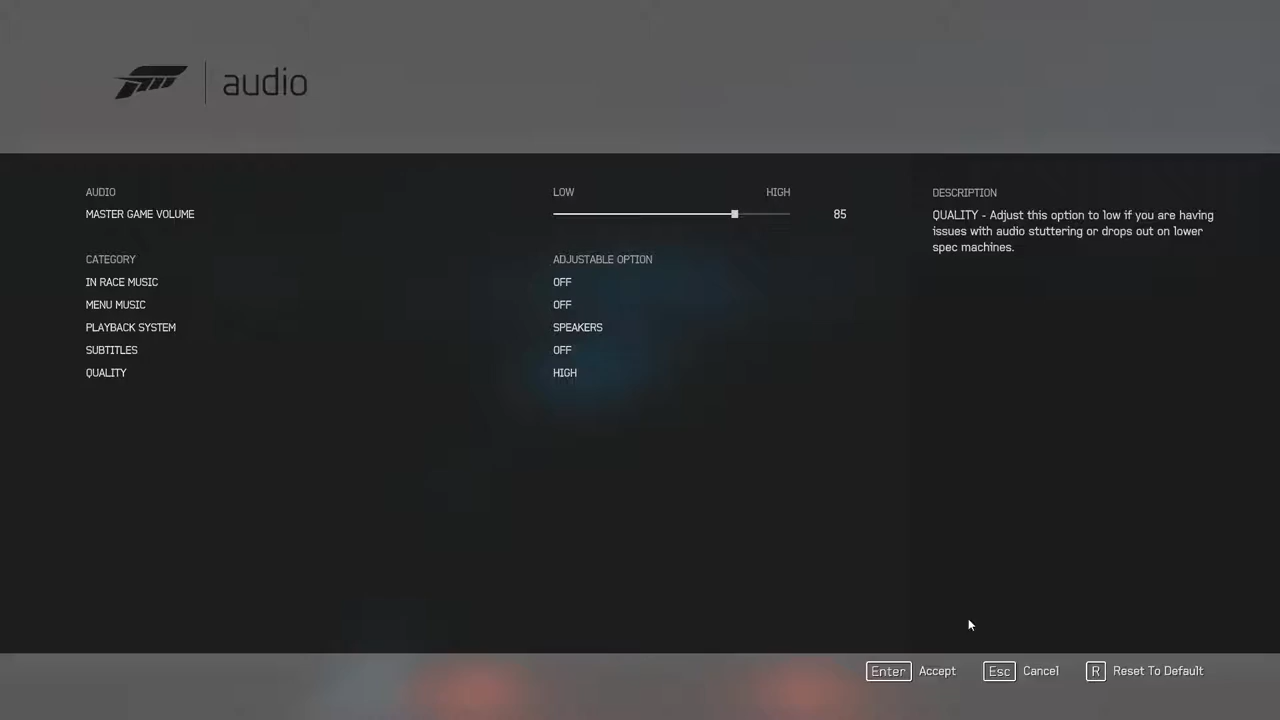 audio
AUDIO LOW HIGH
MASTER GAME VOLUME 85
CATEGORY ADJUSTABLE OPTION
IN RACE MUSIC OFF
MENU MUSIC OFF
PLAYBACK SYSTEM SPEAKERS
SUBTITLES OFF
QUALITY HIGH
DESCRIPTION
QUALITY - Adjust this option to low if you are having
issues with audio stuttering or drops out on lower
spec machines.
Enter Accept Esc Cancel R Reset To Default